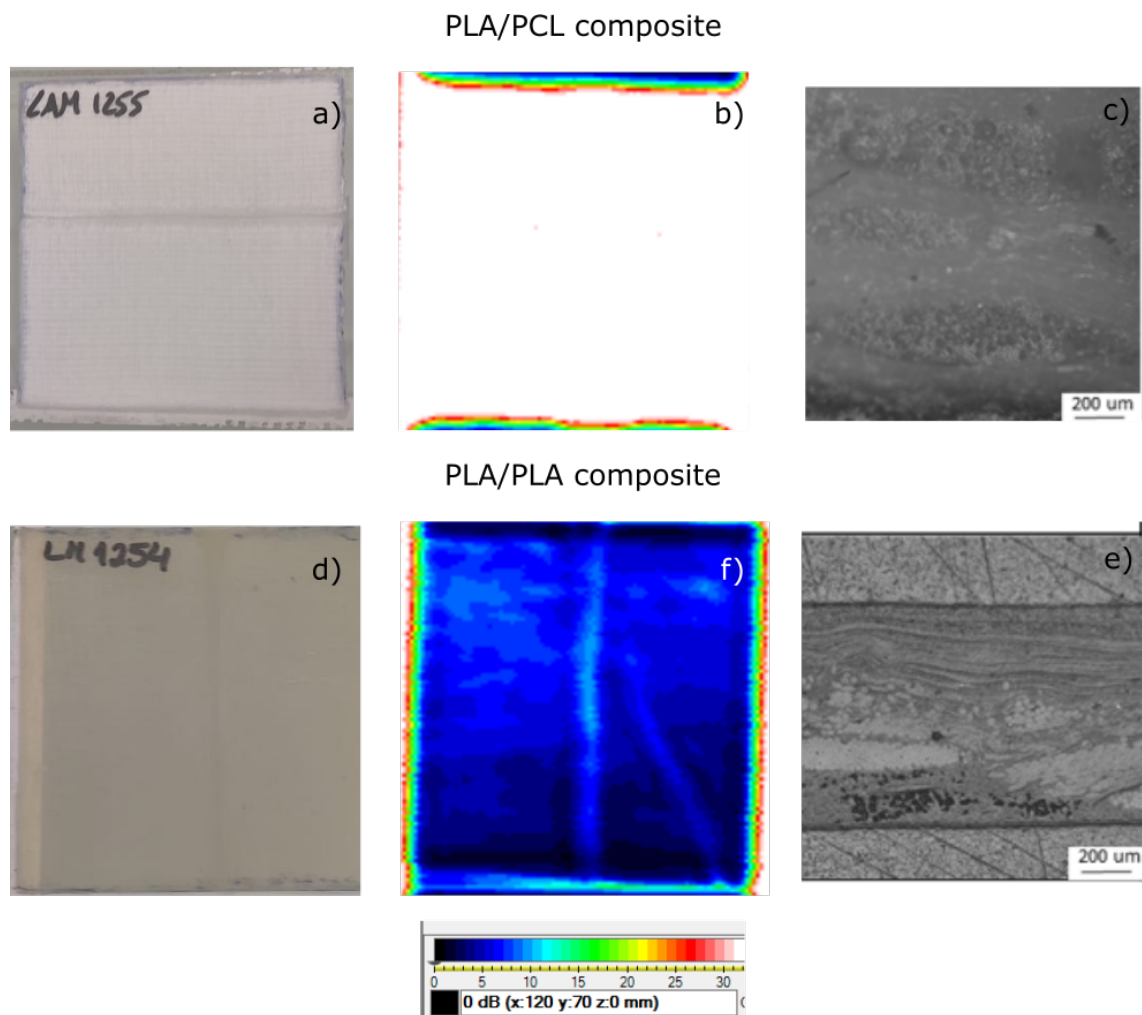 PLA/PCL composite
LAM 1255
a)
b)
c)
200 um
PLA/PLA composite
LM 1254
d)
f)
e)
200 um
0 5 10 15 20 25 30
0 dB (x:120 y:70 z:0 mm)